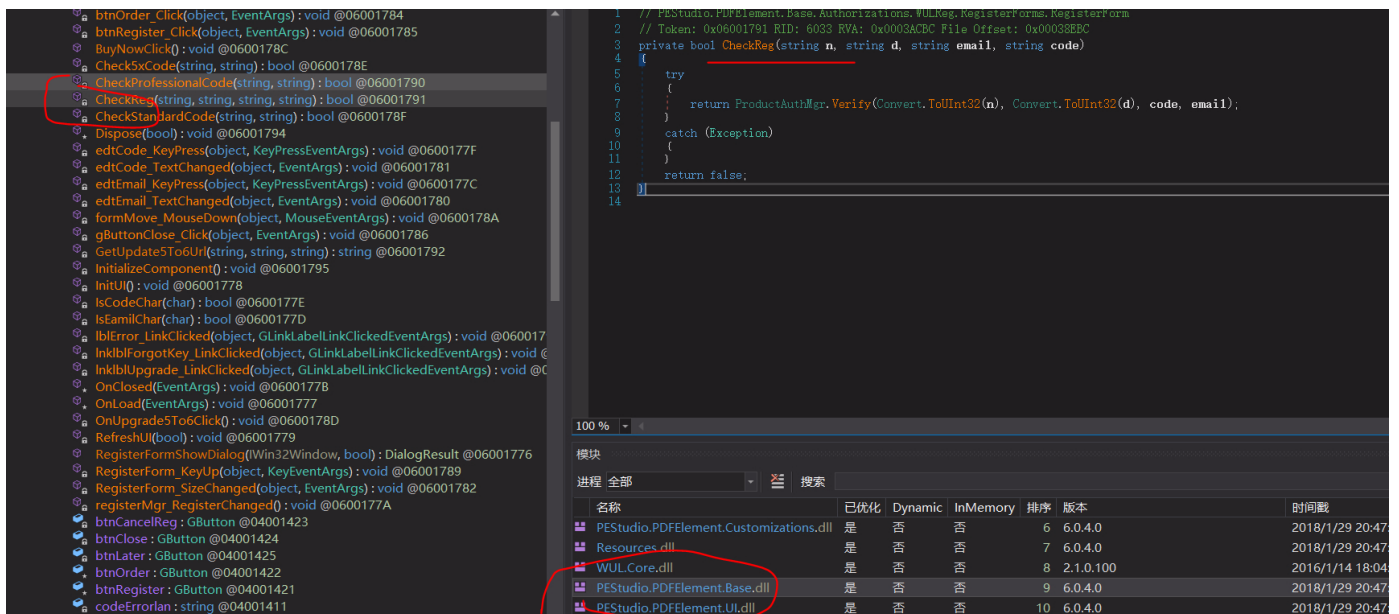 btnOrder_Click(object, EventArgs) : void @06001784
btnRegister_Click(object, EventArgs) : void @06001785
BuyNowClick() : void @0600178C
Check5xCode(string, string) : bool @0600178E
CheckProfessionalCode(string, string) : bool @06001790
CheckReg(string, string, string, string) : bool @06001791
CheckStandardCode(string, string) : bool @0600178F
Dispose(bool) : void @06001794
edtCode_KeyPress(object, KeyPressEventArgs) : void @0600177F
edtCode_TextChanged(object, EventArgs) : void @06001781
edtEmail_KeyPress(object, KeyPressEventArgs) : void @0600177C
edtEmail_TextChanged(object, EventArgs) : void @06001780
formMove_MouseDown(object, MouseEventArgs) : void @0600178A
gButtonClose_Click(object, EventArgs) : void @06001786
GetUpdate5To6Url(string, string, string) : string @06001792
InitializeComponent() : void @06001795
InitUI() : void @06001778
IsCodeChar(char) : bool @0600177E
IsEamilChar(char) : bool @0600177D
lblError_LinkClicked(object, GLinkLabelLinkClickedEventArgs) : void @060017
lnklblForgotKey_LinkClicked(object, GLinkLabelLinkClickedEventArgs) : void @
lnklblUpgrade_LinkClicked(object, GLinkLabelLinkClickedEventArgs) : void @0
OnClosed(EventArgs) : void @0600177B
OnLoad(EventArgs) : void @06001777
OnUpgrade5To6Click() : void @0600178D
RefreshUI(bool) : void @06001779
RegisterFormShowDialog(IWin32Window, bool) : DialogResult @06001776
RegisterForm_KeyUp(object, KeyEventArgs) : void @06001789
RegisterForm_SizeChanged(object, EventArgs) : void @06001782
registerMgr_RegisterChanged() : void @0600177A
btnCancelReg : GButton @04001423
btnClose : GButton @04001424
btnLater : GButton @04001425
btnOrder : GButton @04001422
btnRegister : GButton @04001421
codeErrorlan : string @04001411
1 // PEStudio.PDFElement.Base.Authorizations.WULReg.RegisterForms.RegisterForm
2 // Token: 0x06001791 RID: 6033 RVA: 0x0003ACBC File Offset: 0x00038EBC
3 private bool CheckReg(string n, string d, string email, string code)
4 {
5 try
6 {
7 return ProductAuthMgr.Verify(Convert.ToUInt32(n), Convert.ToUInt32(d), code, email);
8 }
9 catch (Exception)
10 {
11 }
12 return false;
13 }
14
100 %
模块
进程 全部 搜索
名称 已优化 Dynamic InMemory 排序 版本 时间戳
PEStudio.PDFElement.Customizations.dll 是 否 否 6 6.0.4.0 2018/1/29 20:47:
Resources.dll 是 否 否 7 6.0.4.0 2018/1/29 20:47:
WUL.Core.dll 是 否 否 8 2.1.0.100 2016/1/14 18:04:
PEStudio.PDFElement.Base.dll 是 否 否 9 6.0.4.0 2018/1/29 20:47:
PEStudio.PDFElement.UI.dll 是 否 否 10 6.0.4.0 2018/1/29 20:47: